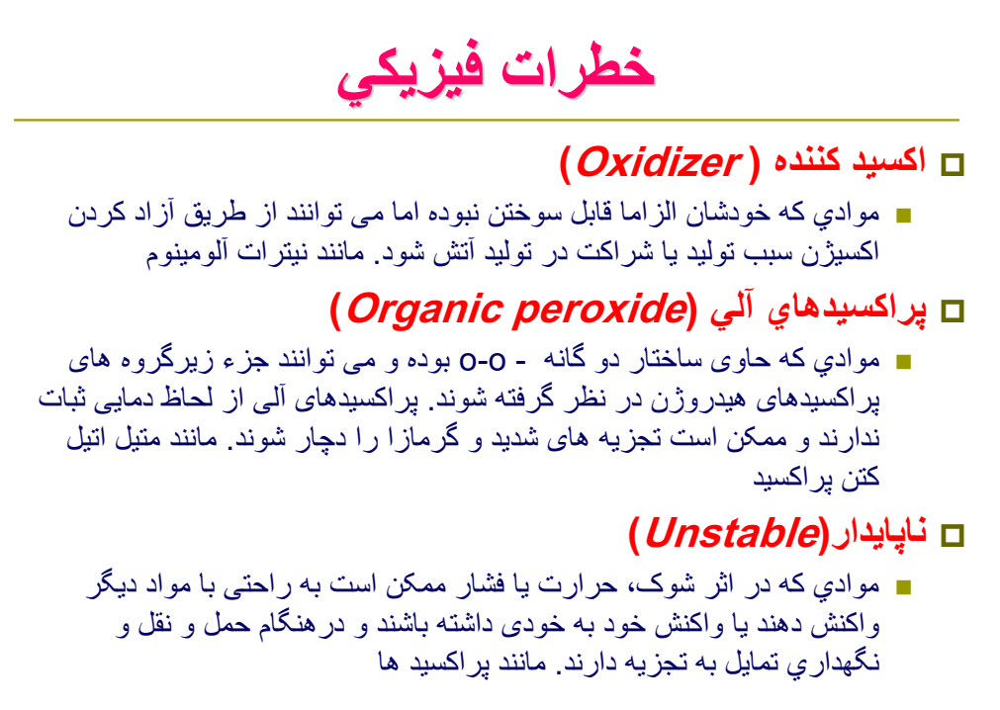 خطرات فيزيكي
اكسيد كننده ( Oxidizer)
موادي كه خودشان الزاما قابل سوختن نبوده اما می توانند از طريق آزاد كردن
اكسيژن سبب توليد يا شراكت در توليد آتش شود. مانند نيترات آلومينوم
پراكسيدهاي آلي (Organic peroxide)
موادي كه حاوی ساختار دو گانه - o-o بوده و می توانند جزء زيرگروه های
پراكسيدهای هيدروژن در نظر گرفته شوند. پراكسيدهای آلی از لحاظ دمايی ثبات
ندارند و ممكن است تجزيه های شديد و گرمازا را دچار شوند. مانند متيل اتيل
كتن پراكسيد
ناپايدار(Unstable)
موادي كه در اثر شوک، حرارت يا فشار ممكن است به راحتی با مواد ديگر
واكنش دهند يا واكنش خود به خودی داشته باشند و درهنگام حمل و نقل و
نگهداري تمايل به تجزيه دارند. مانند پراكسيد ها